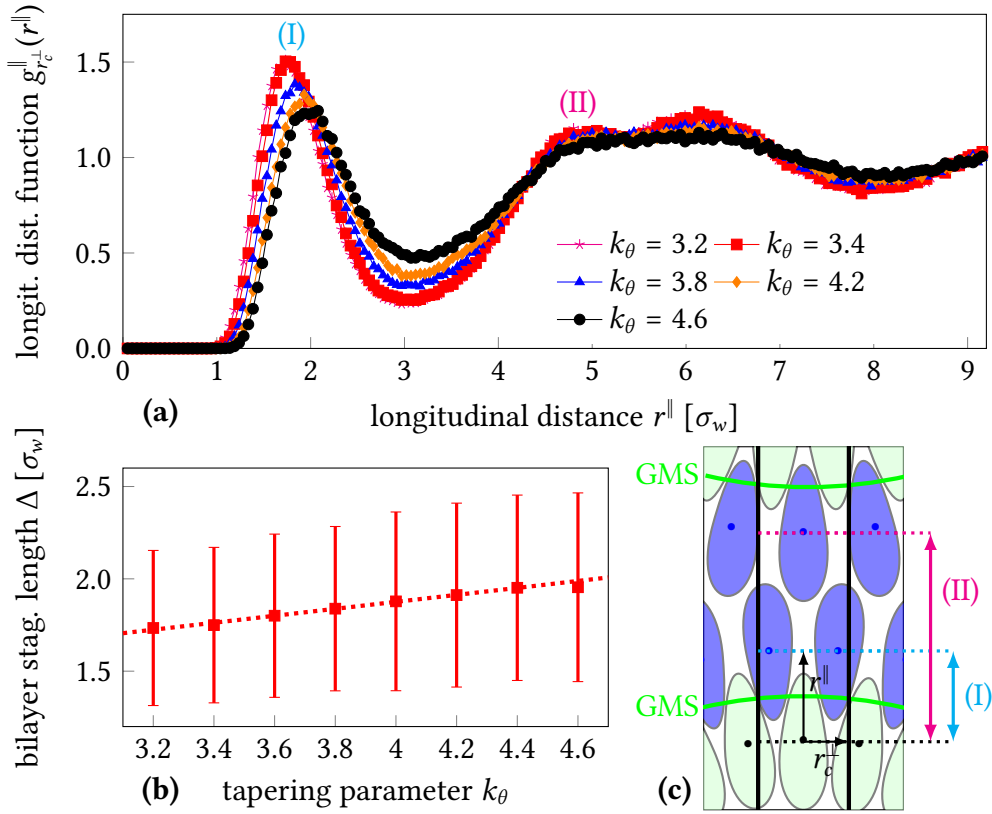 longit. dist. function g^∥_{r_c^⊥}(r^∥)
1.5
1.0
0.5
0.0
(I)
(II)
k_θ = 3.2 k_θ = 3.4
k_θ = 3.8 k_θ = 4.2
k_θ = 4.6
0 1 2 3 4 5 6 7 8 9
(a) longitudinal distance r^∥ [σ_w]
bilayer stag. length Δ [σ_w]
2.5
2.0
1.5
3.2 3.4 3.6 3.8 4 4.2 4.4 4.6
(b) tapering parameter k_θ
GMS
(II)
r^∥
(I)
GMS
r_c^⊥
(c)